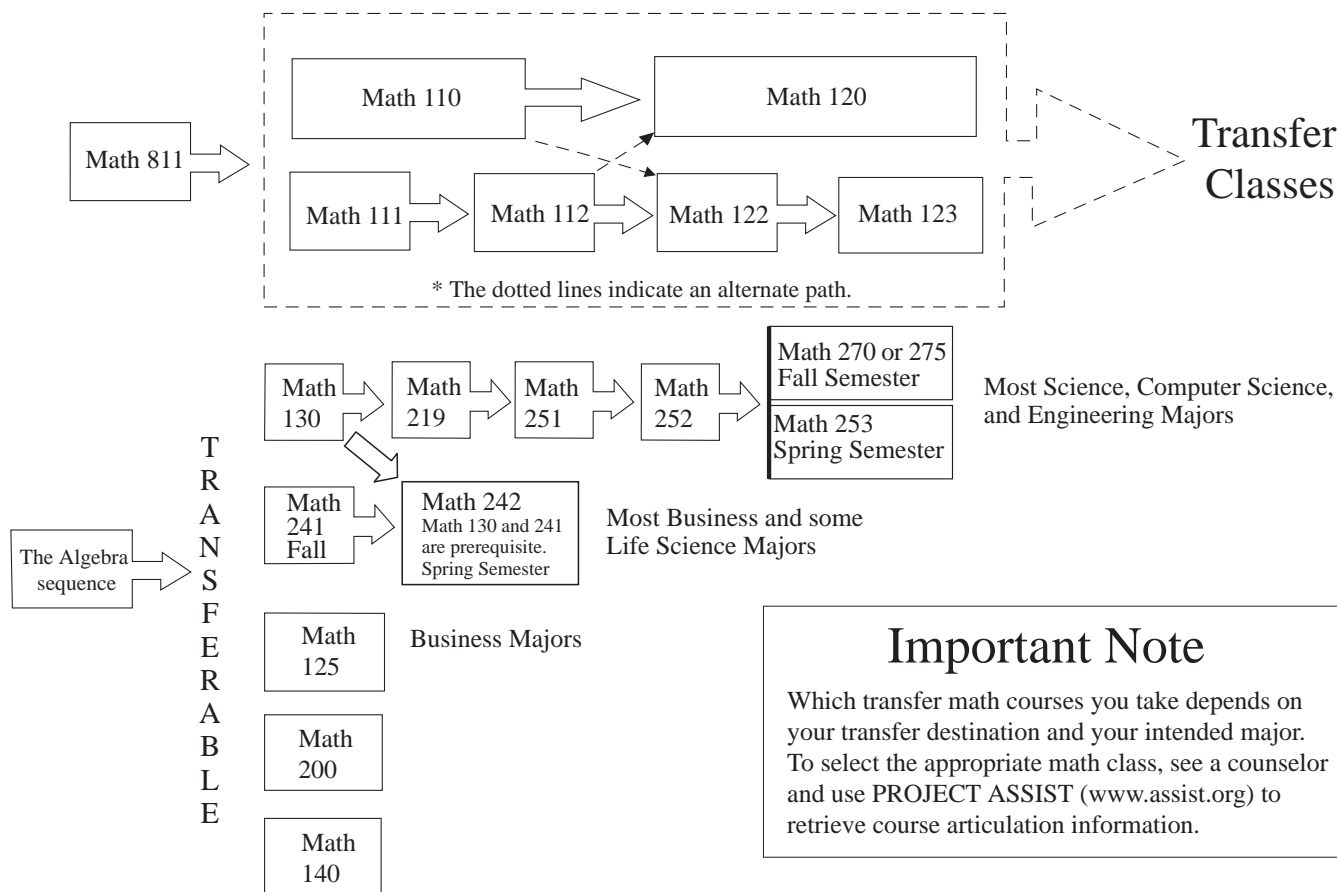 Math 110
Math 120
Math 811
Transfer
Classes
Math 111
Math 112
Math 122
Math 123
* The dotted lines indicate an alternate path.
Math
130
Math
219
Math
251
Math
252
Math 270 or 275
Fall Semester
Math 253
Spring Semester
Most Science, Computer Science,
and Engineering Majors
The Algebra
sequence
T
R
A
N
S
F
E
R
A
B
L
E
Math
241
Fall
Math 242
Math 130 and 241
are prerequisite.
Spring Semester
Most Business and some
Life Science Majors
Math
125
Business Majors
Math
200
Math
140
Important Note
Which transfer math courses you take depends on
your transfer destination and your intended major.
To select the appropriate math class, see a counselor
and use PROJECT ASSIST (www.assist.org) to
retrieve course articulation information.